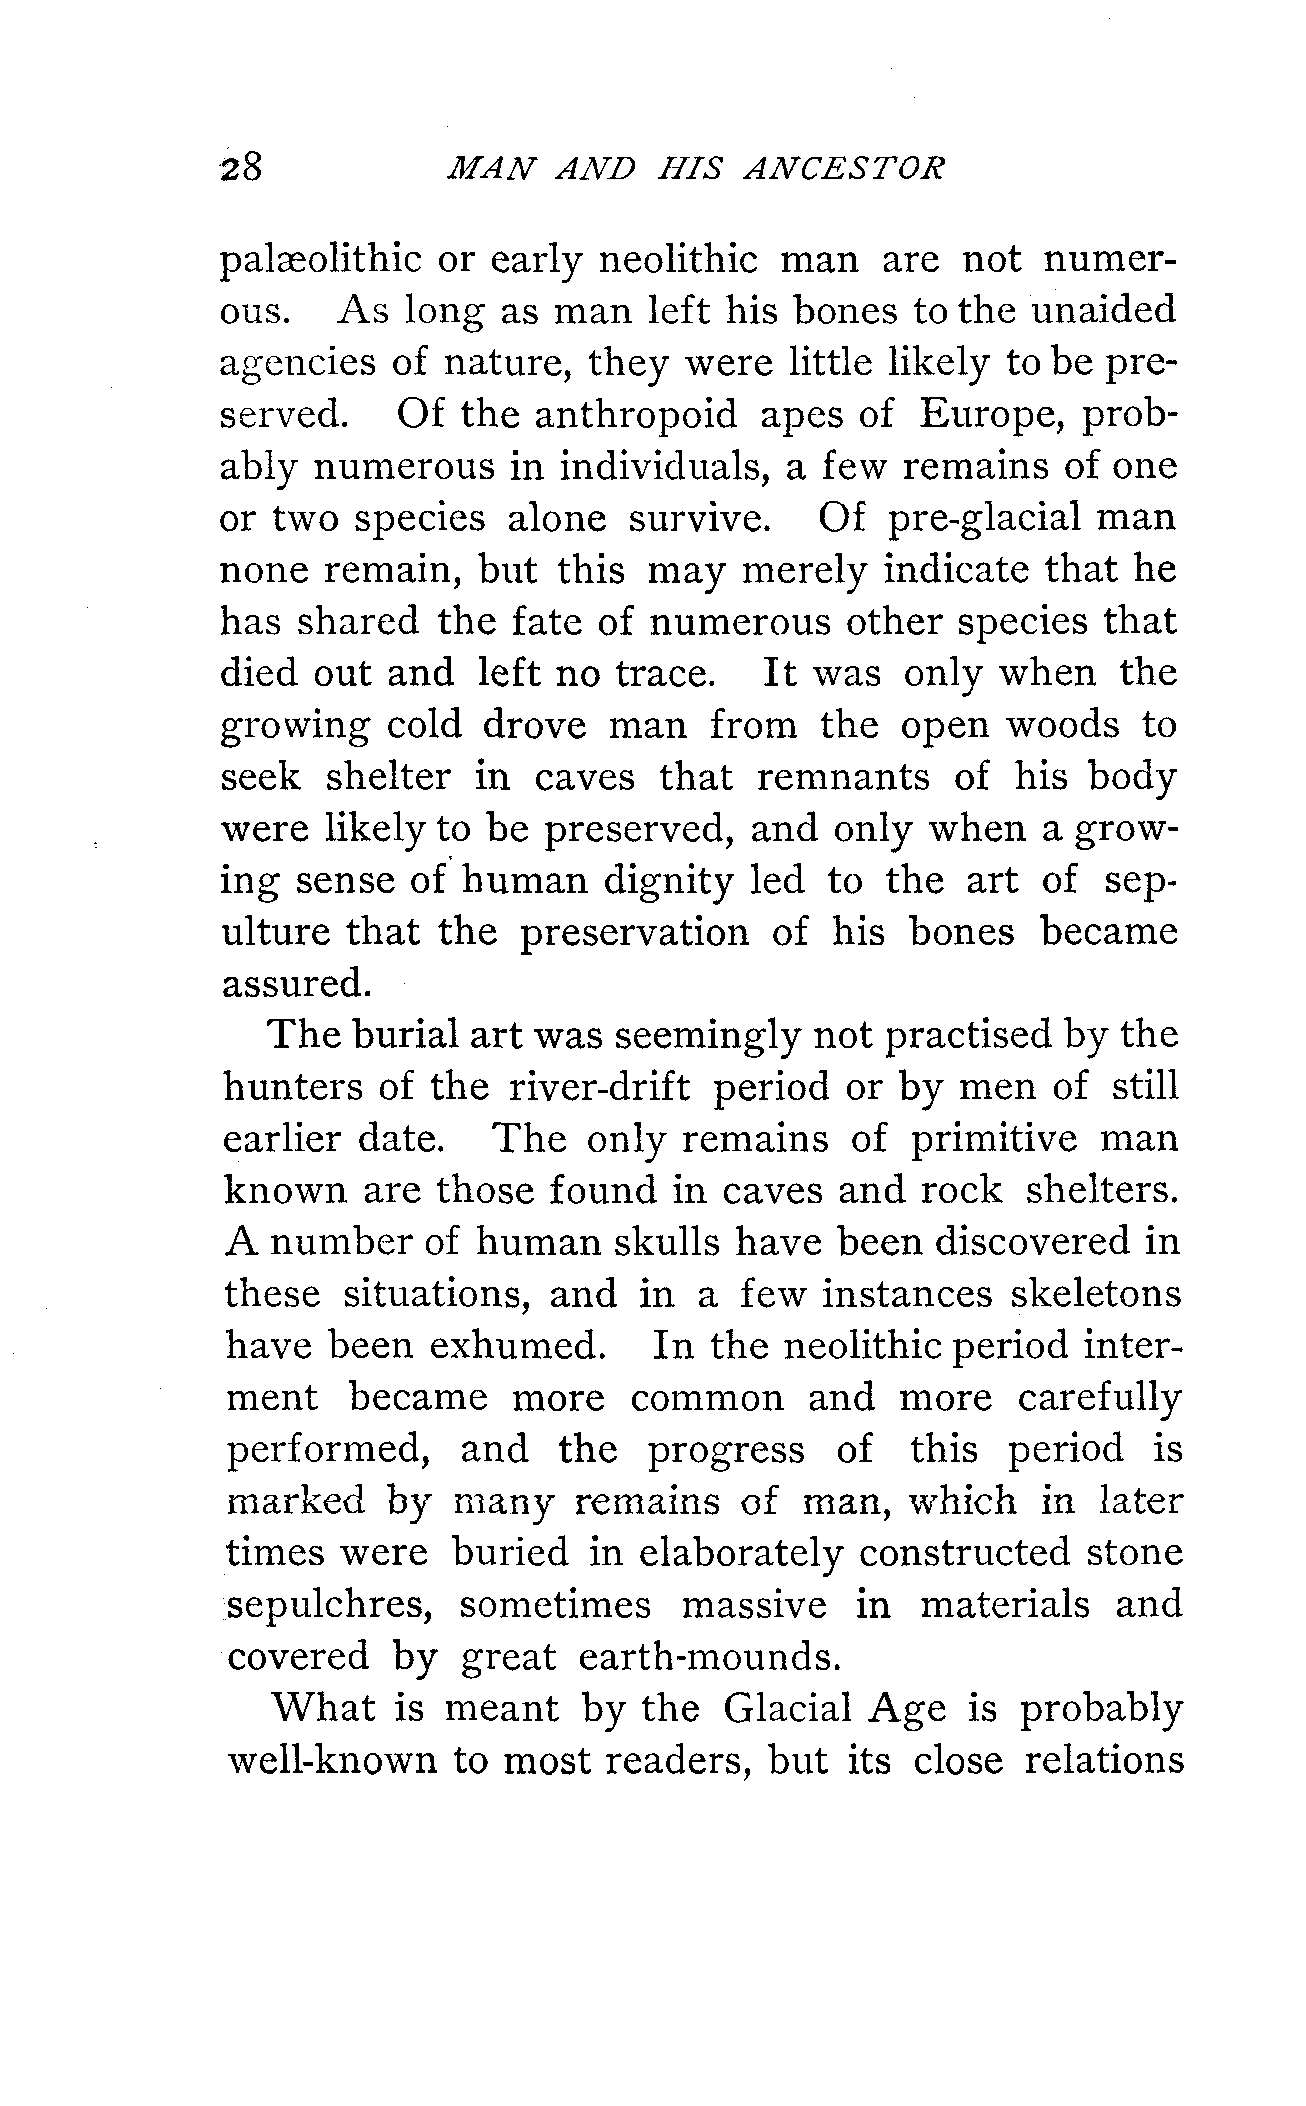 28 MAN AND HIS ANCESTOR
palæolithic or early neolithic man are not numer-
ous. As long as man left his bones to the unaided
agencies of nature, they were little likely to be pre-
served. Of the anthropoid apes of Europe, prob-
ably numerous in individuals, a few remains of one
or two species alone survive. Of pre-glacial man
none remain, but this may merely indicate that he
has shared the fate of numerous other species that
died out and left no trace. It was only when the
growing cold drove man from the open woods to
seek shelter in caves that remnants of his body
were likely to be preserved, and only when a grow-
ing sense of human dignity led to the art of sep-
ulture that the preservation of his bones became
assured.
The burial art was seemingly not practised by the
hunters of the river-drift period or by men of still
earlier date. The only remains of primitive man
known are those found in caves and rock shelters.
A number of human skulls have been discovered in
these situations, and in a few instances skeletons
have been exhumed. In the neolithic period inter-
ment became more common and more carefully
performed, and the progress of this period is
marked by many remains of man, which in later
times were buried in elaborately constructed stone
sepulchres, sometimes massive in materials and
covered by great earth-mounds.
What is meant by the Glacial Age is probably
well-known to most readers, but its close relations